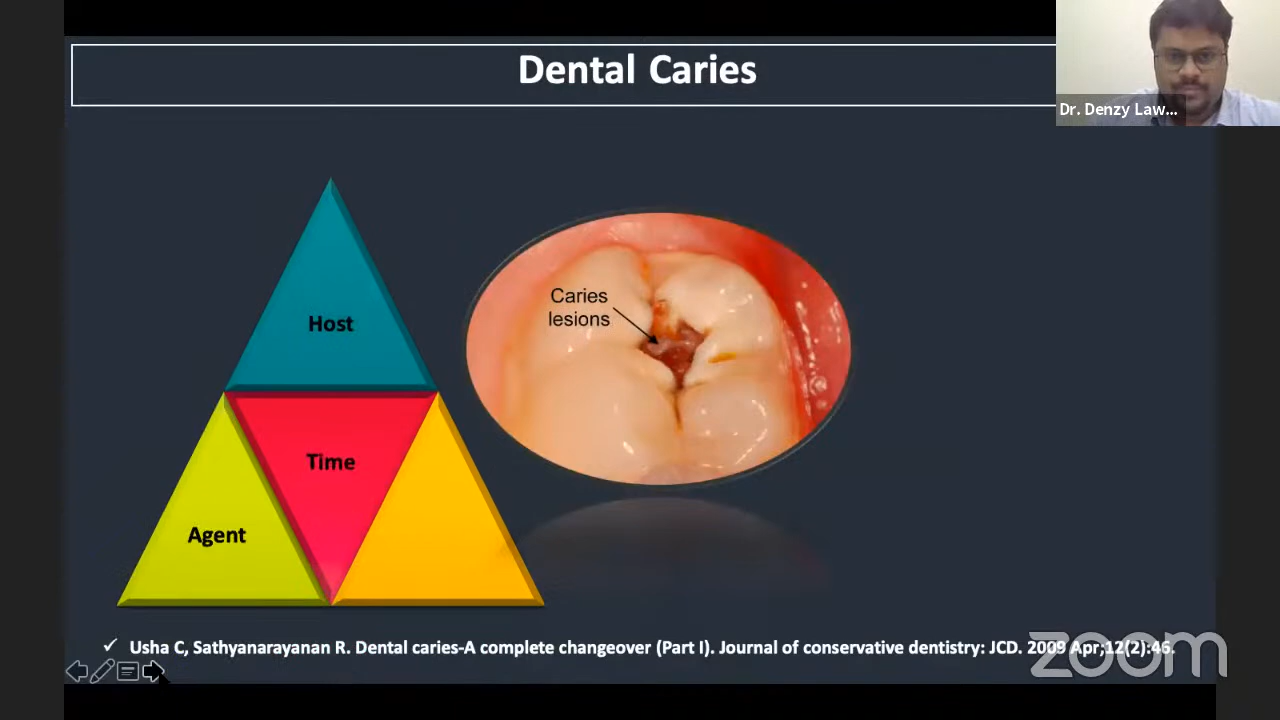 Dental Caries
Dr. Denzy Law...
Host
Caries
lesions
Time
Agent
✓ Usha C, Sathyanarayanan R. Dental caries-A complete changeover (Part I). Journal of conservative dentistry: JCD. 2009 Apr;12(2):46.
zoom